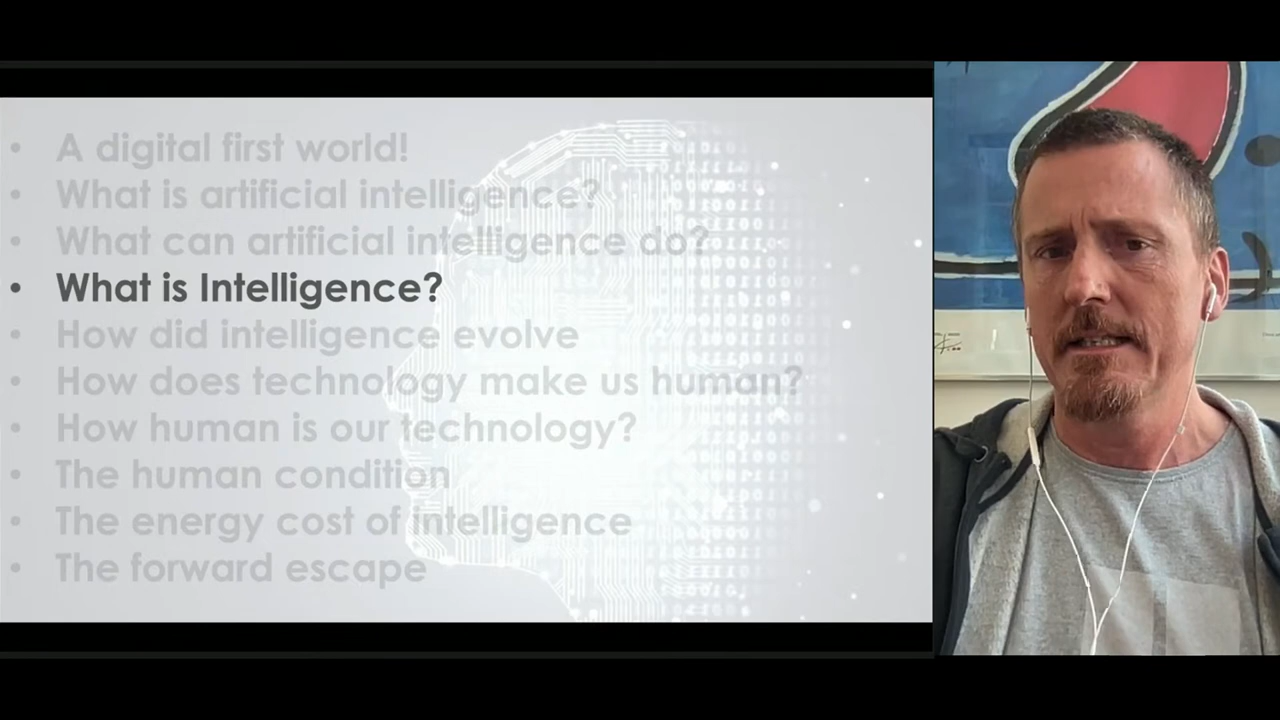 • A digital first world!
• What is artificial intelligence?
• What can artificial intelligence do?
• What is Intelligence?
• How did intelligence evolve
• How does technology make us human?
• How human is our technology?
• The human condition
• The energy cost of intelligence
• The forward escape